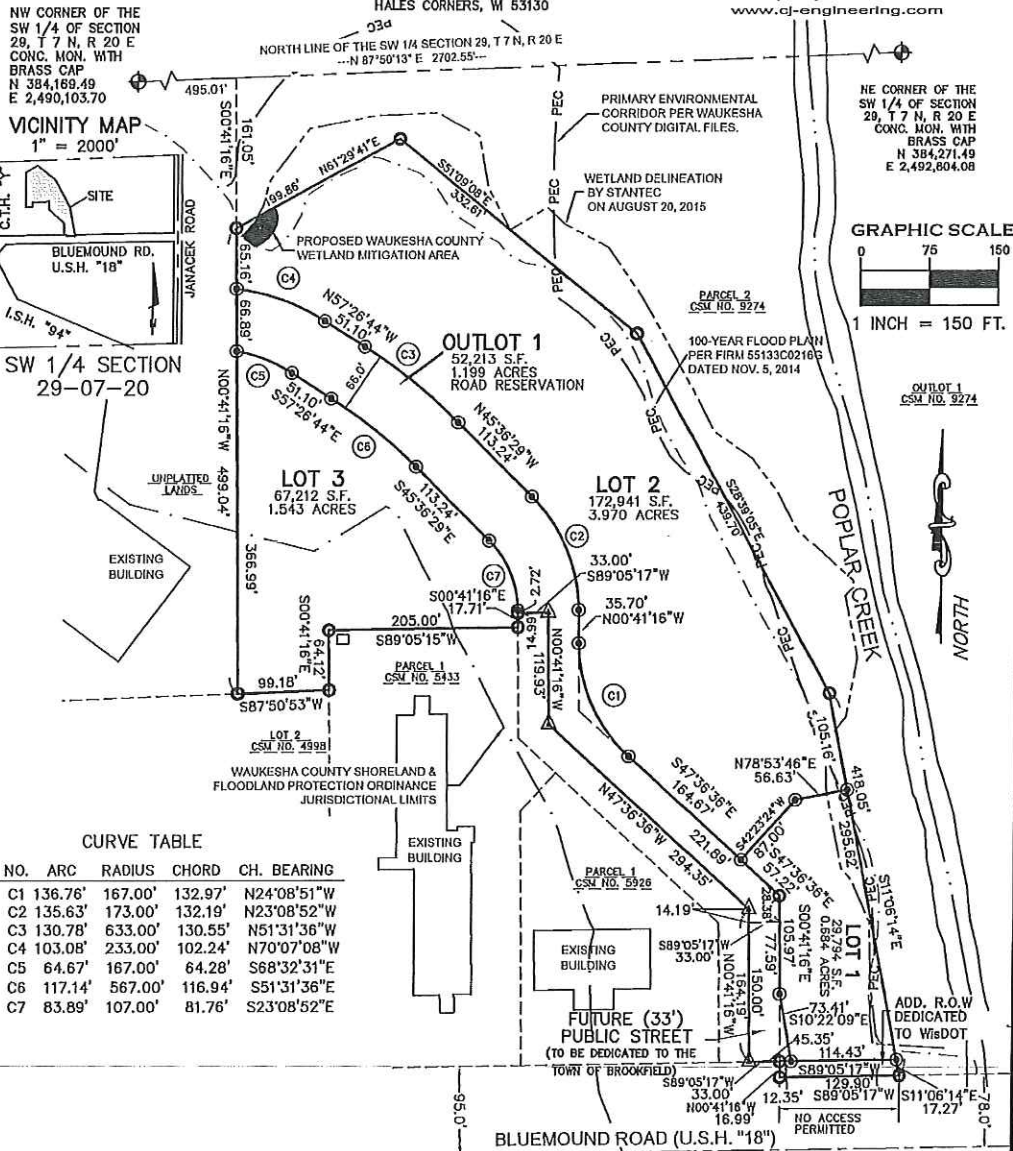 HALES CORNERS, WI 53130
www.cj-engineering.com
NW CORNER OF THE
SW 1/4 OF SECTION
29, T 7 N, R 20 E
CONC. MON. WITH
BRASS CAP
N 384,169.49
E 2,490,103.70
PEC
NORTH LINE OF THE SW 1/4 SECTION 29, T 7 N, R 20 E
---N 87°50'13" E 2702.55'---
495.01'
NE CORNER OF THE
SW 1/4 OF SECTION
29, T 7 N, R 20 E
CONC. MON. WITH
BRASS CAP
N 384,271.49
E 2,492,804.08
VICINITY MAP
1" = 2000'
C.T.H. "Y"
SITE
JANACEK ROAD
BLUEMOUND RD.
U.S.H. "18"
I.S.H. "94"
SW 1/4 SECTION
29-07-20
S00°41'16"E
161.05'
N61°29'41"E
199.86'
PROPOSED WAUKESHA COUNTY
WETLAND MITIGATION AREA
S51°09'08"E
332.61'
PEC
PEC
PEC
PEC
PRIMARY ENVIRONMENTAL
CORRIDOR PER WAUKESHA
COUNTY DIGITAL FILES.
WETLAND DELINEATION
BY STANTEC
ON AUGUST 20, 2015
GRAPHIC SCALE
0 75 150
1 INCH = 150 FT.
PARCEL 2
CSM NO. 9274
100-YEAR FLOOD PLAIN
PER FIRM 55133C0216G
DATED NOV. 5, 2014
OUTLOT 1
CSM NO. 9274
65.16'
66.89'
C4
N57°26'44"W
51.10'
C3
OUTLOT 1
52,213 S.F.
1.199 ACRES
ROAD RESERVATION
66.0'
C5
51.10'
S57°26'44"E
C6
N45°36'29"W
113.24'
PEC
PEC
PEC
S28°39'05"E
439.70'
PEC
PEC
N00°41'16"W 499.04'
366.99'
UNPLATTED
LANDS
LOT 3
67,212 S.F.
1.543 ACRES
113.24'
S45°36'29"E
LOT 2
172,941 S.F.
3.970 ACRES
C2
POPLAR CREEK
NORTH
EXISTING
BUILDING
C7
33.00'
S89°05'17"W
2.72'
S00°41'16"E
17.71'
14.99'
35.70'
N00°41'16"W
205.00'
S89°05'15"W
S00°41'16"E
64.12'
N00°41'16"W
119.93'
C1
PARCEL 1
CSM NO. 5433
99.18'
S87°50'53"W
LOT 2
CSM NO. 4998
WAUKESHA COUNTY SHORELAND &
FLOODLAND PROTECTION ORDINANCE
JURISDICTIONAL LIMITS
105.16'
N78°53'46"E
56.63'
418.05'
PEC
295.62'
S47°36'36"E
164.67'
221.89'
S42°23'24"W
87.00'
S47°36'36"E
57.22'
N47°36'36"W
294.35'
EXISTING
BUILDING
CURVE TABLE
NO. ARC RADIUS CHORD CH. BEARING
C1 136.76' 167.00' 132.97' N24°08'51"W
C2 135.63' 173.00' 132.19' N23°08'52"W
C3 130.78' 633.00' 130.55' N51°31'36"W
C4 103.08' 233.00' 102.24' N70°07'08"W
C5 64.67' 167.00' 64.28' S68°32'31"E
C6 117.14' 567.00' 116.94' S51°31'36"E
C7 83.89' 107.00' 81.76' S23°08'52"E
PARCEL 1
CSM NO. 5926
14.19'
28.38'
S89°05'17"W
33.00'
77.59'
S00°41'16"E
105.97'
LOT 1
29,794 S.F.
0.684 ACRES
S11°06'14"E
PEC
PEC
EXISTING
BUILDING
N00°41'16"W
164.19'
150.00'
73.41'
S10°22'09"E
ADD. R.O.W
DEDICATED
TO WisDOT
FUTURE (33')
PUBLIC STREET
(TO BE DEDICATED TO THE
TOWN OF BROOKFIELD)
45.35'
114.43'
S89°05'17"W
129.90'
S89°05'17"W
S89°05'17"W
33.00'
N00°41'16"W
16.99'
12.35'
S11°06'14"E
17.27'
NO ACCESS
PERMITTED
95.0'
78.0'
BLUEMOUND ROAD (U.S.H. "18")